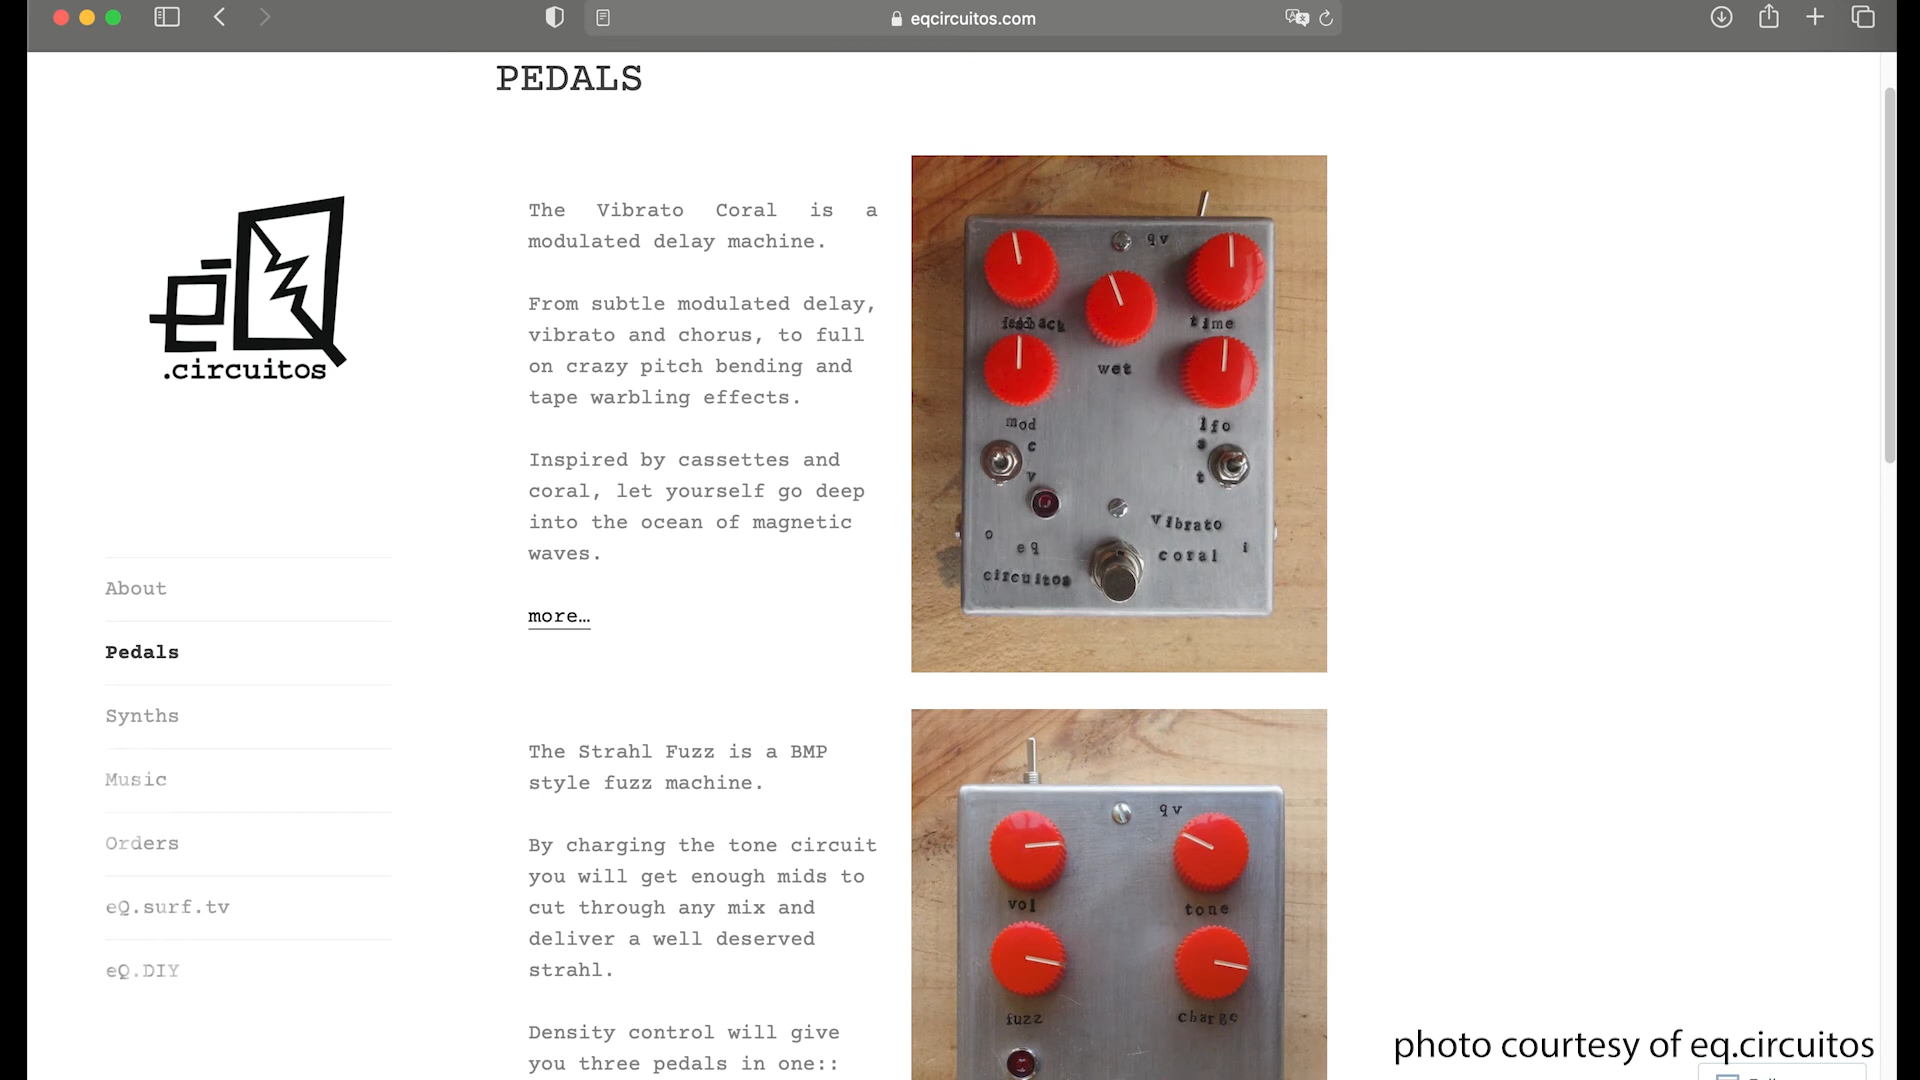 eqcircuitos.com
PEDALS
eQ
.circuitos
About
Pedals
Synths
Music
Orders
eQ.surf.tv
eQ.DIY
The Vibrato Coral is a
modulated delay machine.
From subtle modulated delay,
vibrato and chorus, to full
on crazy pitch bending and
tape warbling effects.
Inspired by cassettes and
coral, let yourself go deep
into the ocean of magnetic
waves.
more…
qv
feedback
time
wet
mod
lfo
c
v
s
t
vibrato
coral
o
i
eq
circuitos
The Strahl Fuzz is a BMP
style fuzz machine.
By charging the tone circuit
you will get enough mids to
cut through any mix and
deliver a well deserved
strahl.
Density control will give
you three pedals in one::
qv
vol
tone
fuzz
charge
photo courtesy of eq.circuitos